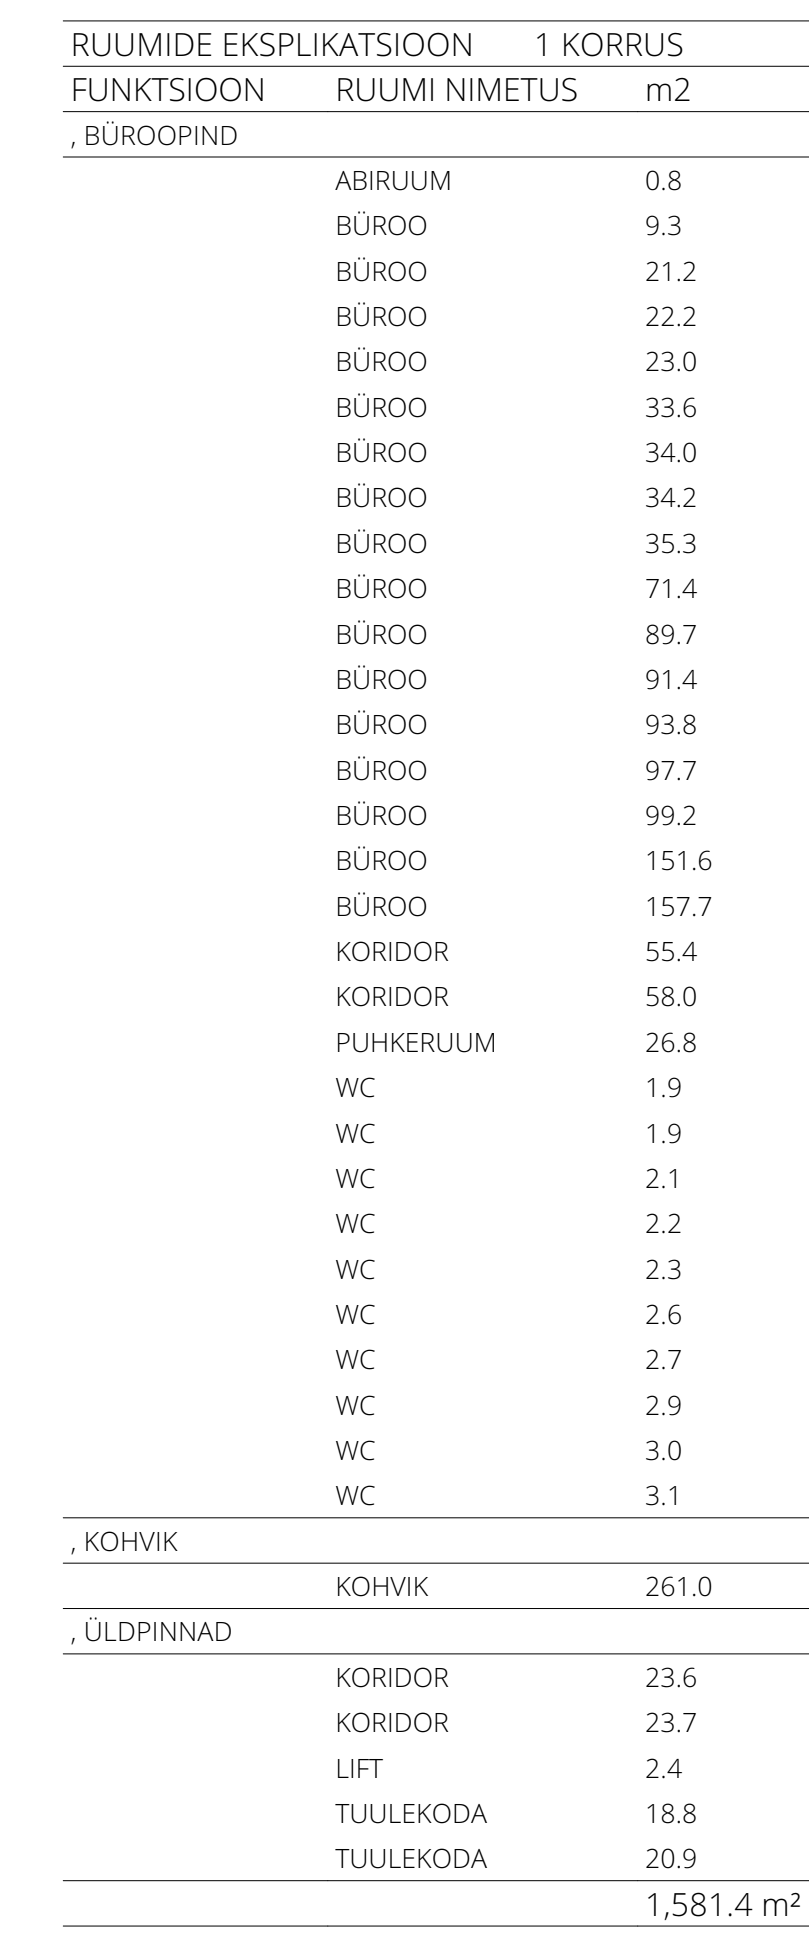 RUUMIDE EKSPLIKATSIOON 1 KORRUS
FUNKTSIOON RUUMI NIMETUS m2
, BÜROOPIND
ABIRUUM 0.8
BÜROO 9.3
BÜROO 21.2
BÜROO 22.2
BÜROO 23.0
BÜROO 33.6
BÜROO 34.0
BÜROO 34.2
BÜROO 35.3
BÜROO 71.4
BÜROO 89.7
BÜROO 91.4
BÜROO 93.8
BÜROO 97.7
BÜROO 99.2
BÜROO 151.6
BÜROO 157.7
KORIDOR 55.4
KORIDOR 58.0
PUHKERUUM 26.8
WC 1.9
WC 1.9
WC 2.1
WC 2.2
WC 2.3
WC 2.6
WC 2.7
WC 2.9
WC 3.0
WC 3.1
, KOHVIK
KOHVIK 261.0
, ÜLDPINNAD
KORIDOR 23.6
KORIDOR 23.7
LIFT 2.4
TUULEKODA 18.8
TUULEKODA 20.9
1,581.4 m²